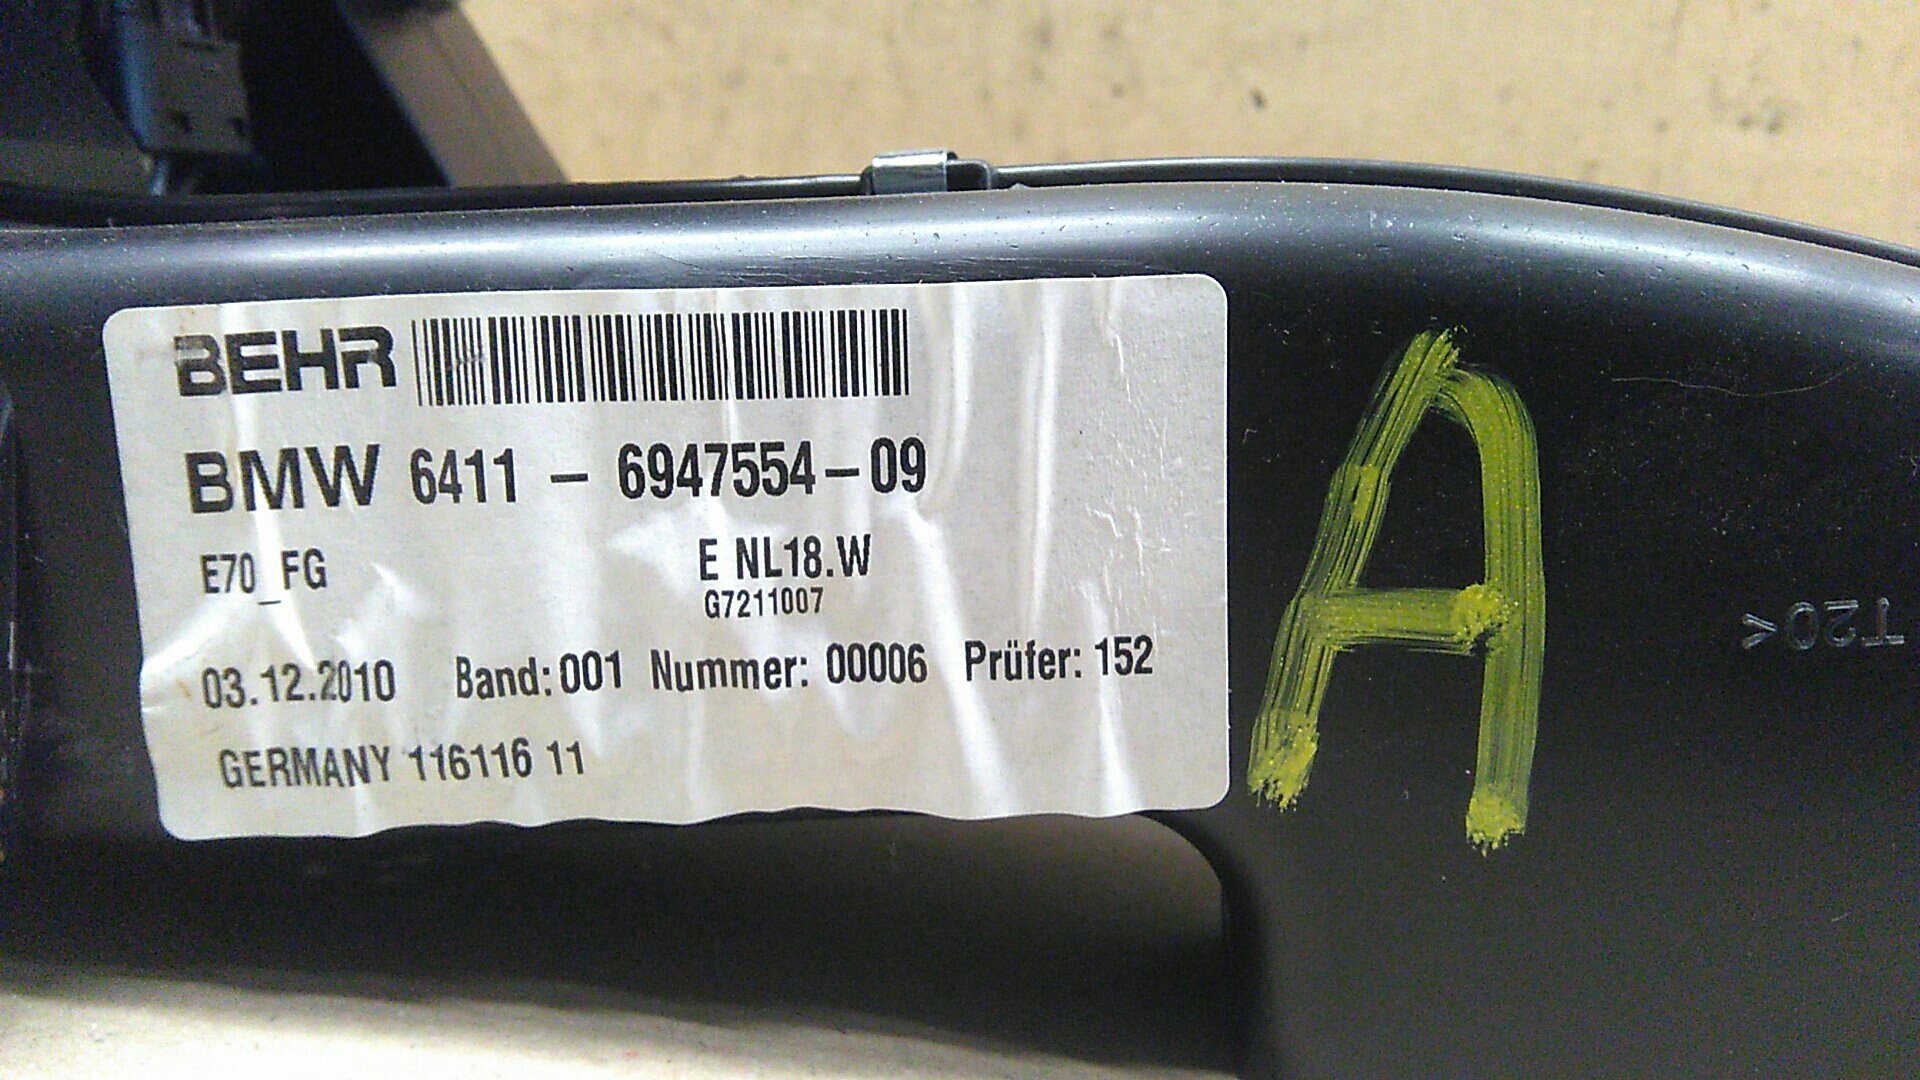 BEHR
BMW 6411 - 6947554-09
E70_FG E NL18.W
G7211007
03.12.2010 Band:001 Nummer: 00006 Prüfer: 152
GERMANY 116116 11
A
T20<